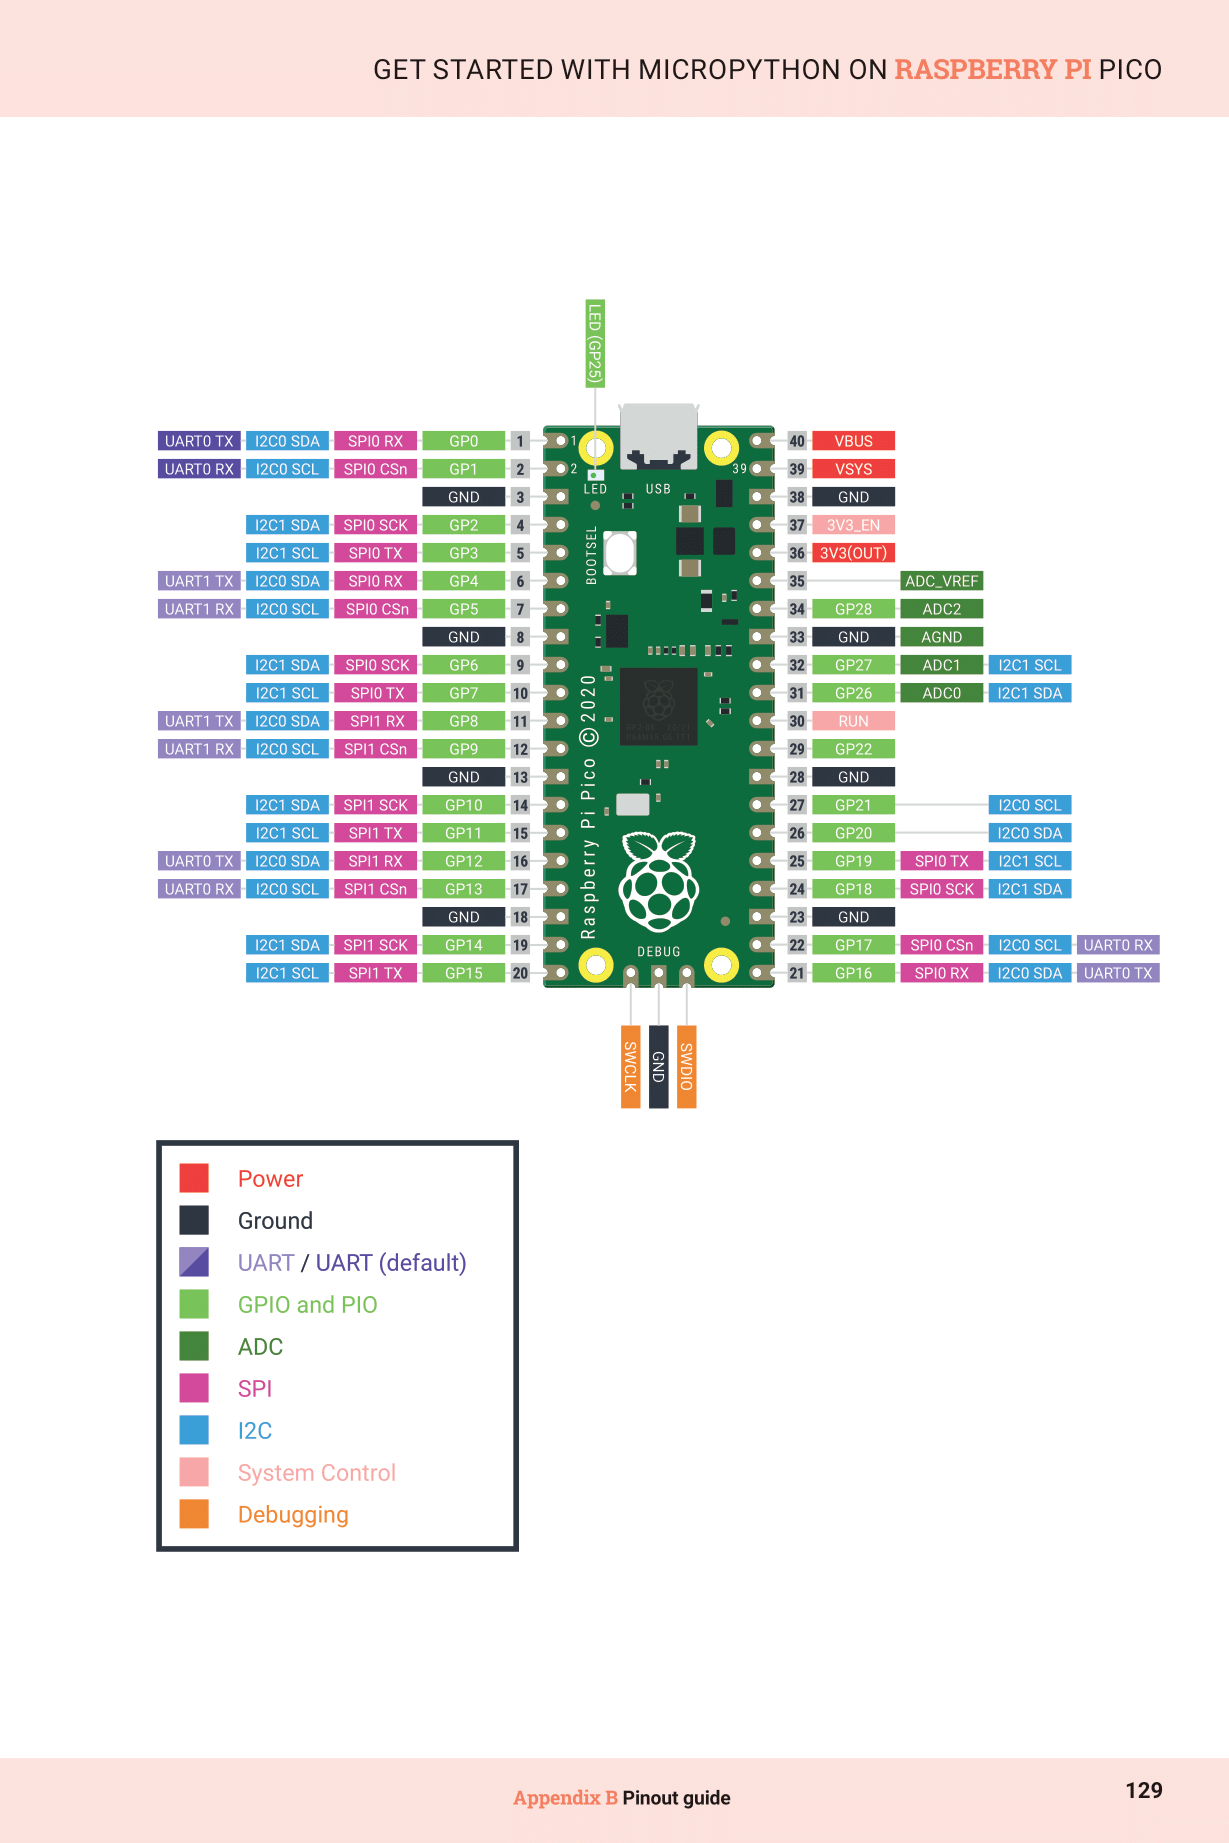 GET STARTED WITH MICROPYTHON ON RASPBERRY PI PICO
LED (GP25)
UART0 TX I2C0 SDA SPI0 RX GP0 1 1 40 VBUS
UART0 RX I2C0 SCL SPI0 CSn GP1 2 2 39 39 VSYS
LED USB
GND 3 38 GND
I2C1 SDA SPI0 SCK GP2 4 37 3V3_EN
I2C1 SCL SPI0 TX GP3 5 36 3V3(OUT)
BOOTSEL
UART1 TX I2C0 SDA SPI0 RX GP4 6 35 ADC_VREF
UART1 RX I2C0 SCL SPI0 CSn GP5 7 34 GP28 ADC2
GND 8 33 GND AGND
I2C1 SDA SPI0 SCK GP6 9 32 GP27 ADC1 I2C1 SCL
I2C1 SCL SPI0 TX GP7 10 31 GP26 ADC0 I2C1 SDA
UART1 TX I2C0 SDA SPI1 RX GP8 11 30 RUN
UART1 RX I2C0 SCL SPI1 CSn GP9 12 29 GP22
GND 13 28 GND
I2C1 SDA SPI1 SCK GP10 14 27 GP21 I2C0 SCL
I2C1 SCL SPI1 TX GP11 15 26 GP20 I2C0 SDA
UART0 TX I2C0 SDA SPI1 RX GP12 16 25 GP19 SPI0 TX I2C1 SCL
UART0 RX I2C0 SCL SPI1 CSn GP13 17 24 GP18 SPI0 SCK I2C1 SDA
GND 18 23 GND
Raspberry Pi Pico ©2020
I2C1 SDA SPI1 SCK GP14 19 22 GP17 SPI0 CSn I2C0 SCL UART0 RX
DEBUG
I2C1 SCL SPI1 TX GP15 20 21 GP16 SPI0 RX I2C0 SDA UART0 TX
SWCLK
GND
SWDIO
Power
Ground
UART / UART (default)
GPIO and PIO
ADC
SPI
I2C
System Control
Debugging
Appendix B Pinout guide
129